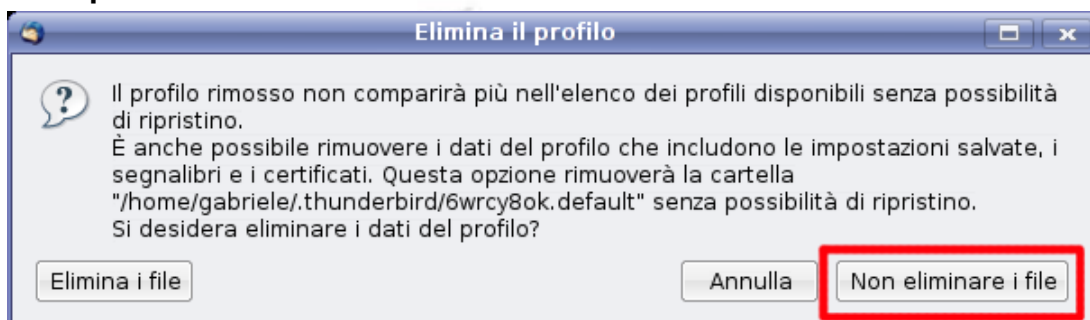 Elimina il profilo
Il profilo rimosso non comparirà più nell'elenco dei profili disponibili senza possibilità
di ripristino.
È anche possibile rimuovere i dati del profilo che includono le impostazioni salvate, i
segnalibri e i certificati. Questa opzione rimuoverà la cartella
"/home/gabriele/.thunderbird/6wrcy8ok.default" senza possibilità di ripristino.
Si desidera eliminare i dati del profilo?
Elimina i file
Annulla
Non eliminare i file